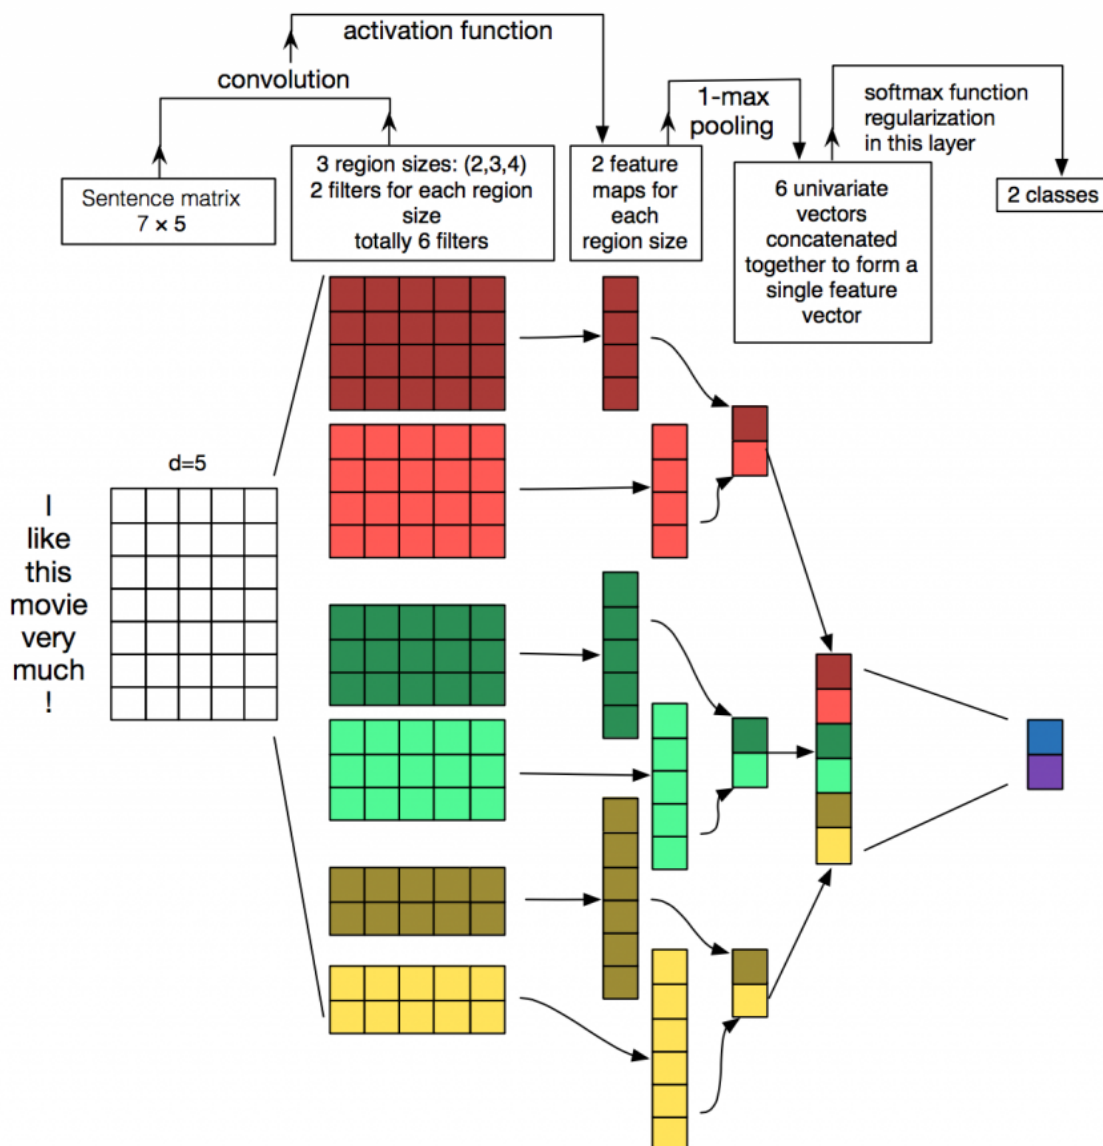 activation function
convolution
1-max
pooling
softmax function
regularization
in this layer
Sentence matrix
7 × 5
3 region sizes: (2,3,4)
2 filters for each region
size
totally 6 filters
2 feature
maps for
each
region size
6 univariate
vectors
concatenated
together to form a
single feature
vector
2 classes
d=5
I
like
this
movie
very
much
!